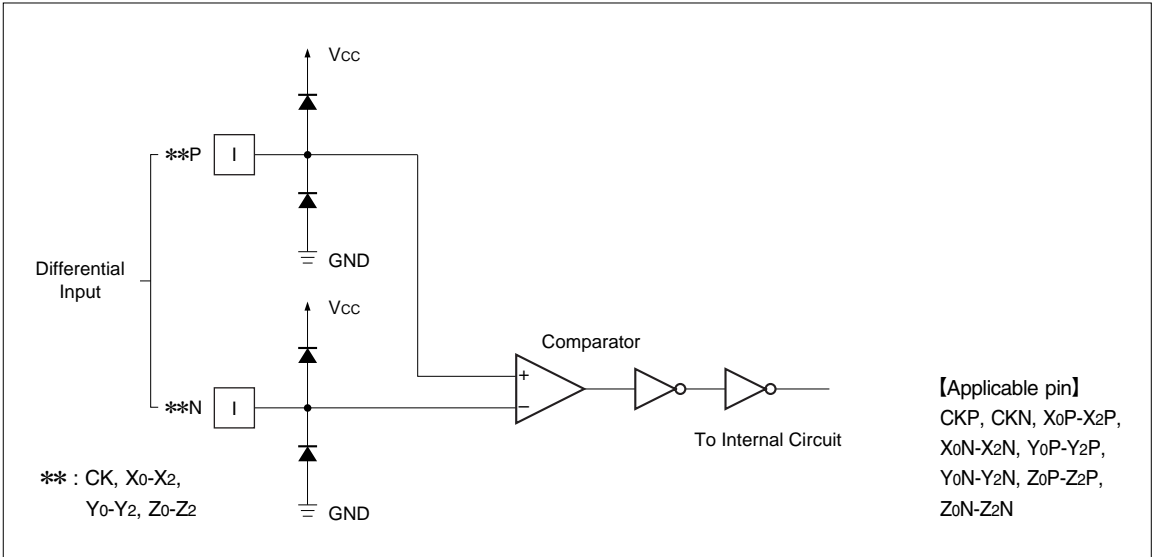 Vcc
**P
I
GND
Differential
Input
Vcc
Comparator
+
−
**N
I
To Internal Circuit
GND
** : CK, X0-X2,
Y0-Y2, Z0-Z2
【Applicable pin】
CKP, CKN, X0P-X2P,
X0N-X2N, Y0P-Y2P,
Y0N-Y2N, Z0P-Z2P,
Z0N-Z2N